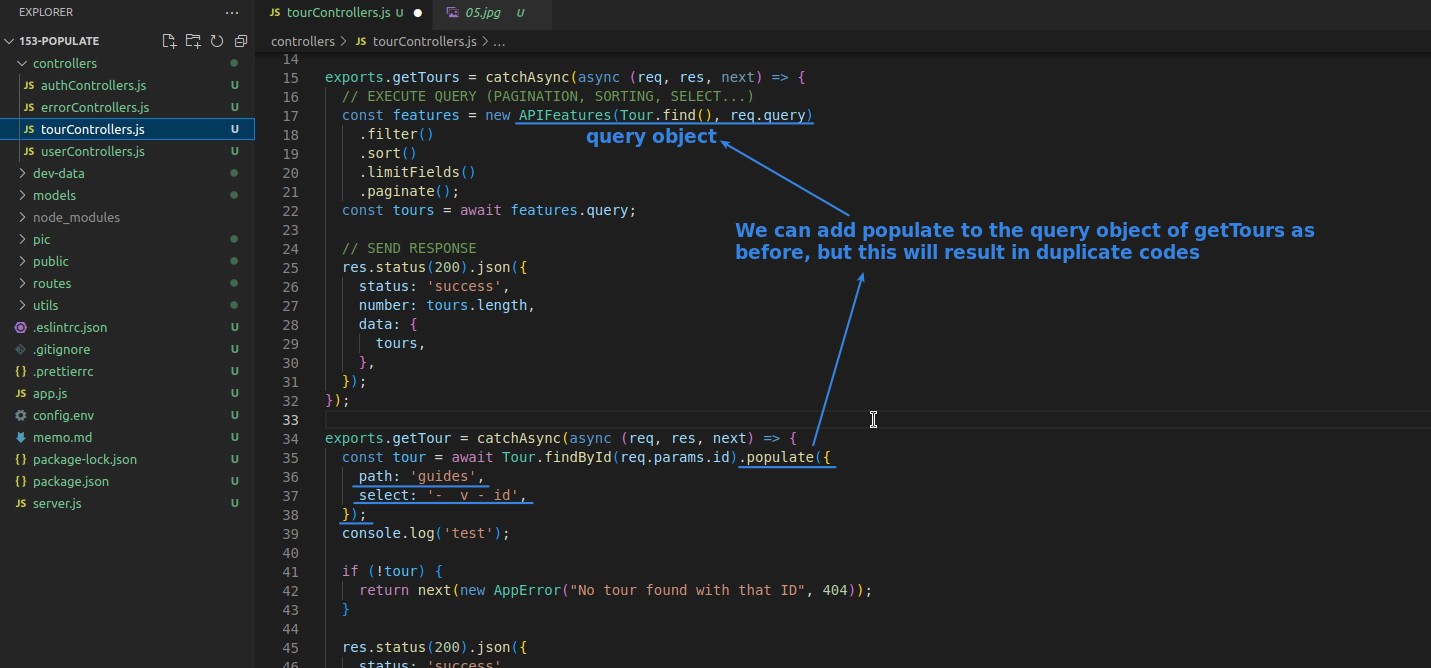 EXPLORER
···
JS tourControllers.js U ●
05.jpg U
153-POPULATE
controllers > JS tourControllers.js > ...
controllers
JS authControllers.js U
JS errorControllers.js U
JS tourControllers.js U
JS userControllers.js U
dev-data
models
node_modules
pic
public
routes
utils
.eslintrc.json U
.gitignore U
{} .prettierrc U
JS app.js U
config.env U
memo.md U
{} package-lock.json U
{} package.json U
JS server.js U
14
15 exports.getTours = catchAsync(async (req, res, next) => {
16 // EXECUTE QUERY (PAGINATION, SORTING, SELECT...)
17 const features = new APIFeatures(Tour.find(), req.query)
query object
18 .filter()
19 .sort()
20 .limitFields()
21 .paginate();
22 const tours = await features.query;
We can add populate to the query object of getTours as
before, but this will result in duplicate codes
23
24 // SEND RESPONSE
25 res.status(200).json({
26 status: 'success',
27 number: tours.length,
28 data: {
29 tours,
30 },
31 });
32 });
33
34 exports.getTour = catchAsync(async (req, res, next) => {
35 const tour = await Tour.findById(req.params.id).populate({
36 path: 'guides',
37 select: '-__v -_id',
38 });
39 console.log('test');
40
41 if (!tour) {
42 return next(new AppError("No tour found with that ID", 404));
43 }
44
45 res.status(200).json({
46 status: 'success'